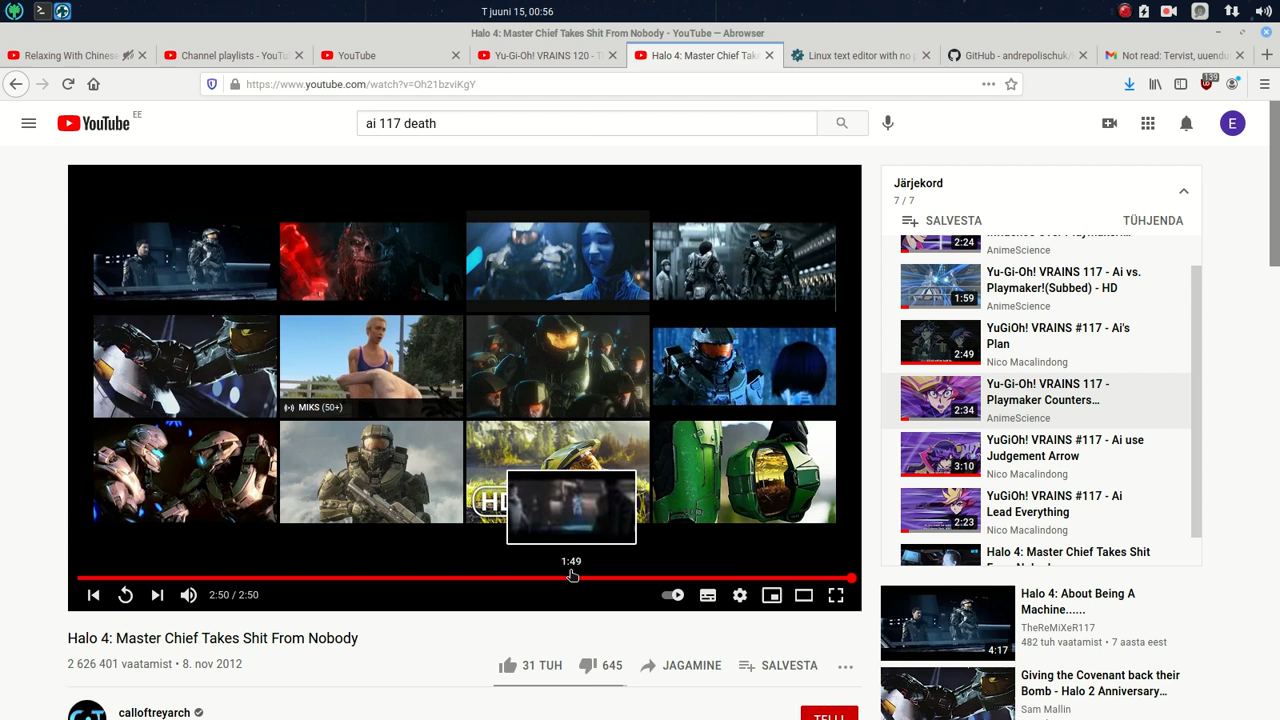 T juuni 15, 00:56
Halo 4: Master Chief Takes Shit From Nobody - YouTube — Abrowser
Relaxing With Chinese
Channel playlists - YouTu
YouTube
Yu-Gi-Oh! VRAINS 120 - T
Halo 4: Master Chief Take
Linux text editor with no
GitHub - andrepolischuk/
Not read: Tervist, uuendu
https://www.youtube.com/watch?v=Oh21bzviKgY
139
YouTube EE
ai 117 death
E
Järjekord
7 / 7
SALVESTA
TÜHJENDA
2:24
AnimeScience
Yu-Gi-Oh! VRAINS 117 - Ai vs.
Playmaker!(Subbed) - HD
1:59
AnimeScience
YuGiOh! VRAINS #117 - Ai's
Plan
2:49
Nico Macalindong
Yu-Gi-Oh! VRAINS 117 -
Playmaker Counters…
2:34
AnimeScience
YuGiOh! VRAINS #117 - Ai use
Judgement Arrow
3:10
Nico Macalindong
YuGiOh! VRAINS #117 - Ai
Lead Everything
2:23
Nico Macalindong
Halo 4: Master Chief Takes Shit
MIKS (50+)
HD
1:49
2:50 / 2:50
Halo 4: Master Chief Takes Shit From Nobody
2 626 401 vaatamist • 8. nov 2012
31 TUH
645
JAGAMINE
SALVESTA
calloftreyarch
TELLI
Halo 4: About Being A
Machine......
TheReMiXeR117
482 tuh vaatamist • 7 aasta eest
4:17
Giving the Covenant back their
Bomb - Halo 2 Anniversary…
Sam Mallin